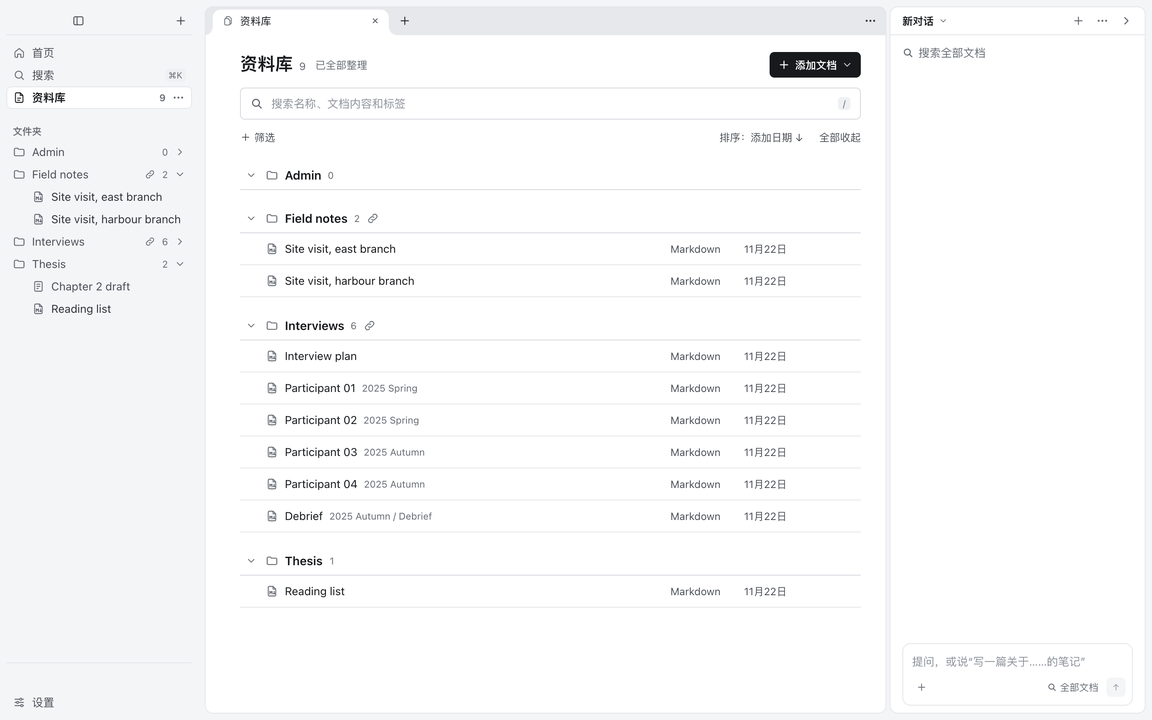 首页
搜索 ⌘K
资料库 9
文件夹
Admin 0
Field notes 2
Site visit, east branch
Site visit, harbour branch
Interviews 6
Thesis 2
Chapter 2 draft
Reading list
设置
资料库
资料库 9 已全部整理
添加文档
搜索名称、文档内容和标签 /
筛选
排序：添加日期 ↓ 全部收起
Admin 0
Field notes 2
Site visit, east branch Markdown 11月22日
Site visit, harbour branch Markdown 11月22日
Interviews 6
Interview plan Markdown 11月22日
Participant 01 2025 Spring Markdown 11月22日
Participant 02 2025 Spring Markdown 11月22日
Participant 03 2025 Autumn Markdown 11月22日
Participant 04 2025 Autumn Markdown 11月22日
Debrief 2025 Autumn / Debrief Markdown 11月22日
Thesis 1
Reading list Markdown 11月22日
新对话
搜索全部文档
提问，或说“写一篇关于……的笔记”
全部文档